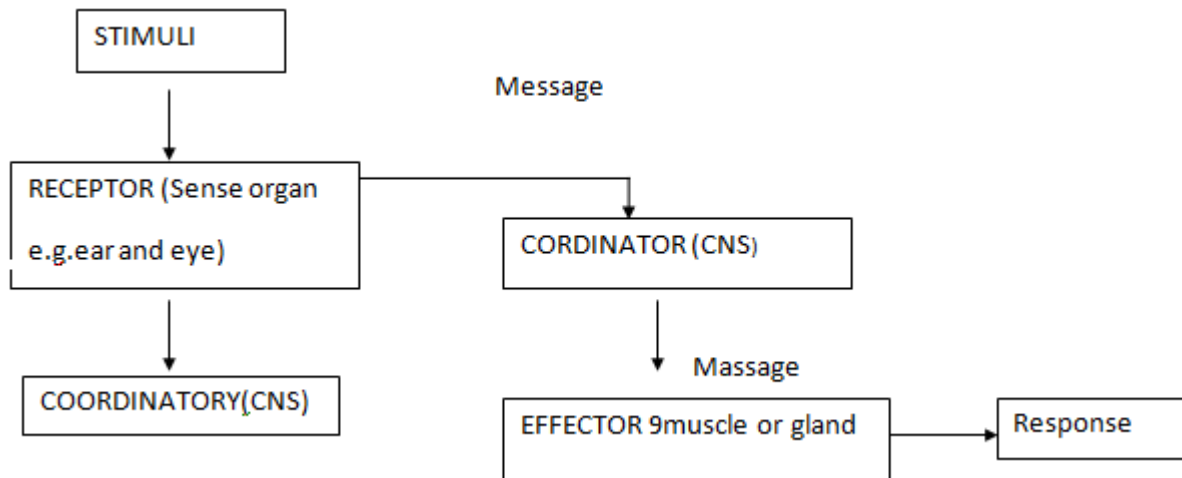 STIMULI
Message
RECEPTOR (Sense organ
e.g.ear and eye)
CORDINATOR (CNS)
COORDINATORY(CNS)
Massage
EFFECTOR 9muscle or gland
Response